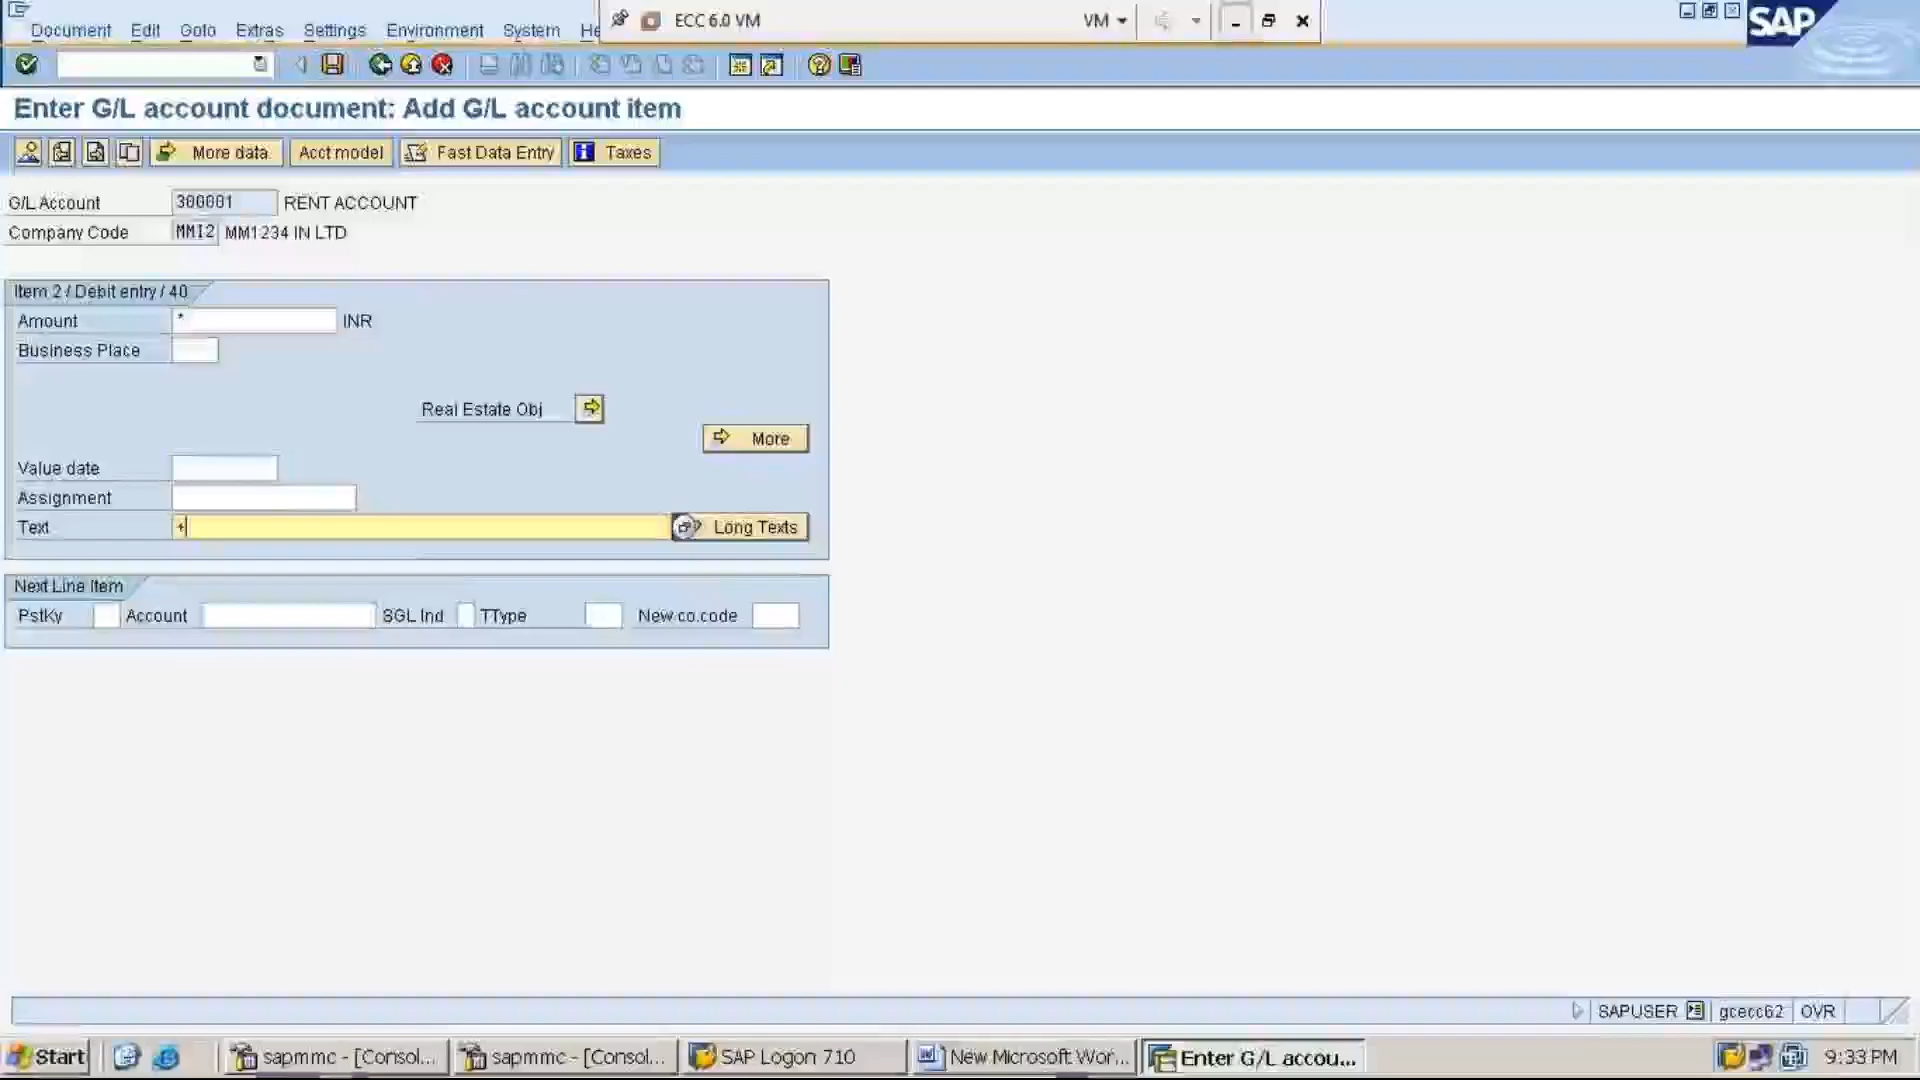 ECC 6.0 VM VM
Document Edit Goto Extras Settings Environment System He
SAP
Enter G/L account document: Add G/L account item
More data Acct model Fast Data Entry Taxes
G/L Account 300001 RENT ACCOUNT
Company Code MMI2 MM1234 IN LTD
Item 2 / Debit entry / 40
Amount * INR
Business Place
Real Estate Obj
More
Value date
Assignment
Text + Long Texts
Next Line Item
PstKy Account SGL Ind TType New co.code
SAPUSER gcecc62 OVR
Start sapmmc - [Consol... sapmmc - [Consol... SAP Logon 710 New Microsoft Wor... Enter G/L accou... 9:33 PM